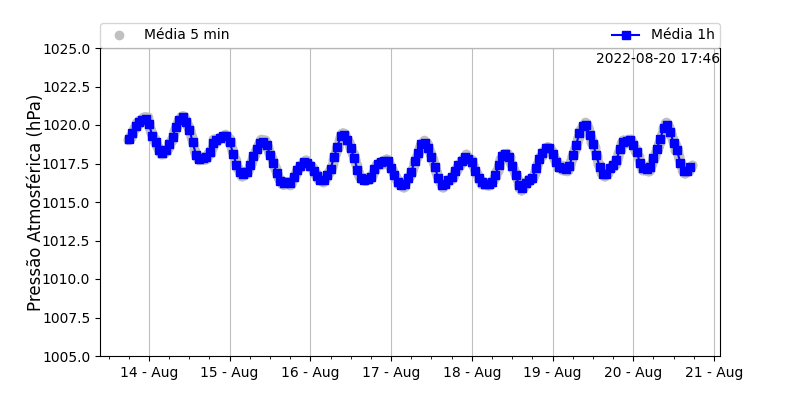 Média 5 min
Média 1h
2022-08-20 17:46
Pressão Atmosférica (hPa)
1025.0
1022.5
1020.0
1017.5
1015.0
1012.5
1010.0
1007.5
1005.0
14 - Aug 15 - Aug 16 - Aug 17 - Aug 18 - Aug 19 - Aug 20 - Aug 21 - Aug